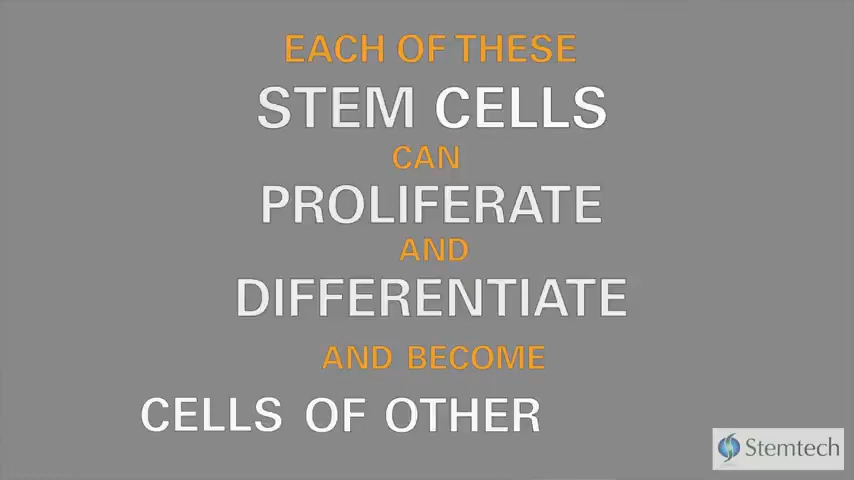 EACH OF THESE
STEM CELLS
CAN
PROLIFERATE
AND
DIFFERENTIATE
AND BECOME
CELLS OF OTHER
Stemtech